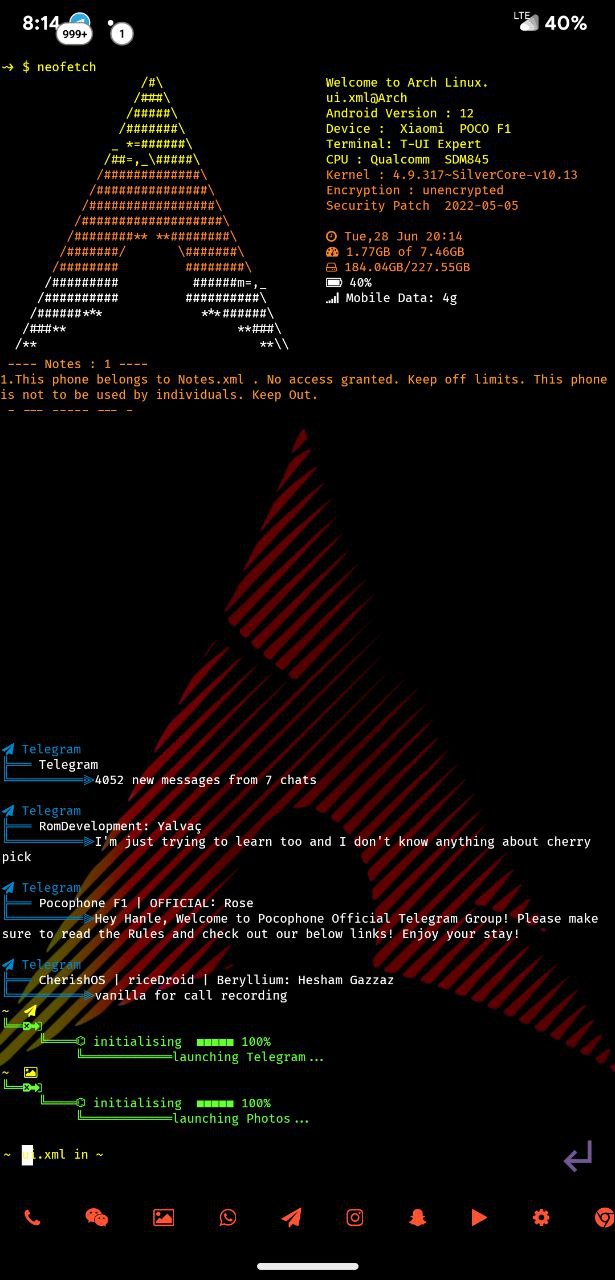 8:14
999+
1
LTE
40%
$ neofetch
Welcome to Arch Linux.
ui.xml@Arch
Android Version : 12
Device :  Xiaomi  POCO F1
Terminal: T-UI Expert
CPU : Qualcomm  SDM845
Kernel : 4.9.317~SilverCore-v10.13
Encryption : unencrypted
Security Patch  2022-05-05
Tue,28 Jun 20:14
1.77GB of 7.46GB
184.04GB/227.55GB
40%
Mobile Data: 4g
---- Notes : 1 ----
1.This phone belongs to Notes.xml . No access granted. Keep off limits. This phone
is not to be used by individuals. Keep Out.
Telegram
Telegram
4052 new messages from 7 chats
Telegram
RomDevelopment: Yalvaç
I'm just trying to learn too and I don't know anything about cherry
pick
Telegram
Pocophone F1 | OFFICIAL: Rose
Hey Hanle, Welcome to Pocophone Official Telegram Group! Please make
sure to read the Rules and check out our below links! Enjoy your stay!
Telegram
CherishOS | riceDroid | Beryllium: Hesham Gazzaz
vanilla for call recording
~
initialising ■■■■■ 100%
launching Telegram...
~
initialising ■■■■■ 100%
launching Photos...
~ ui.xml in ~